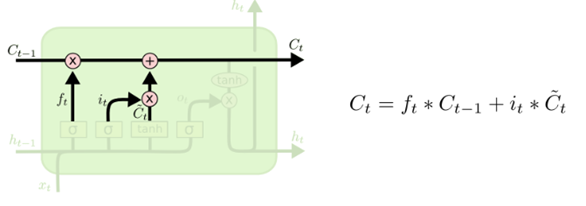 h_t
C_{t-1} × + C_t
tanh
f_t i_t × o_t ×
C̃_t
σ σ tanh σ
h_{t-1} h_t
x_t
C_t = f_t * C_{t-1} + i_t * C̃_t